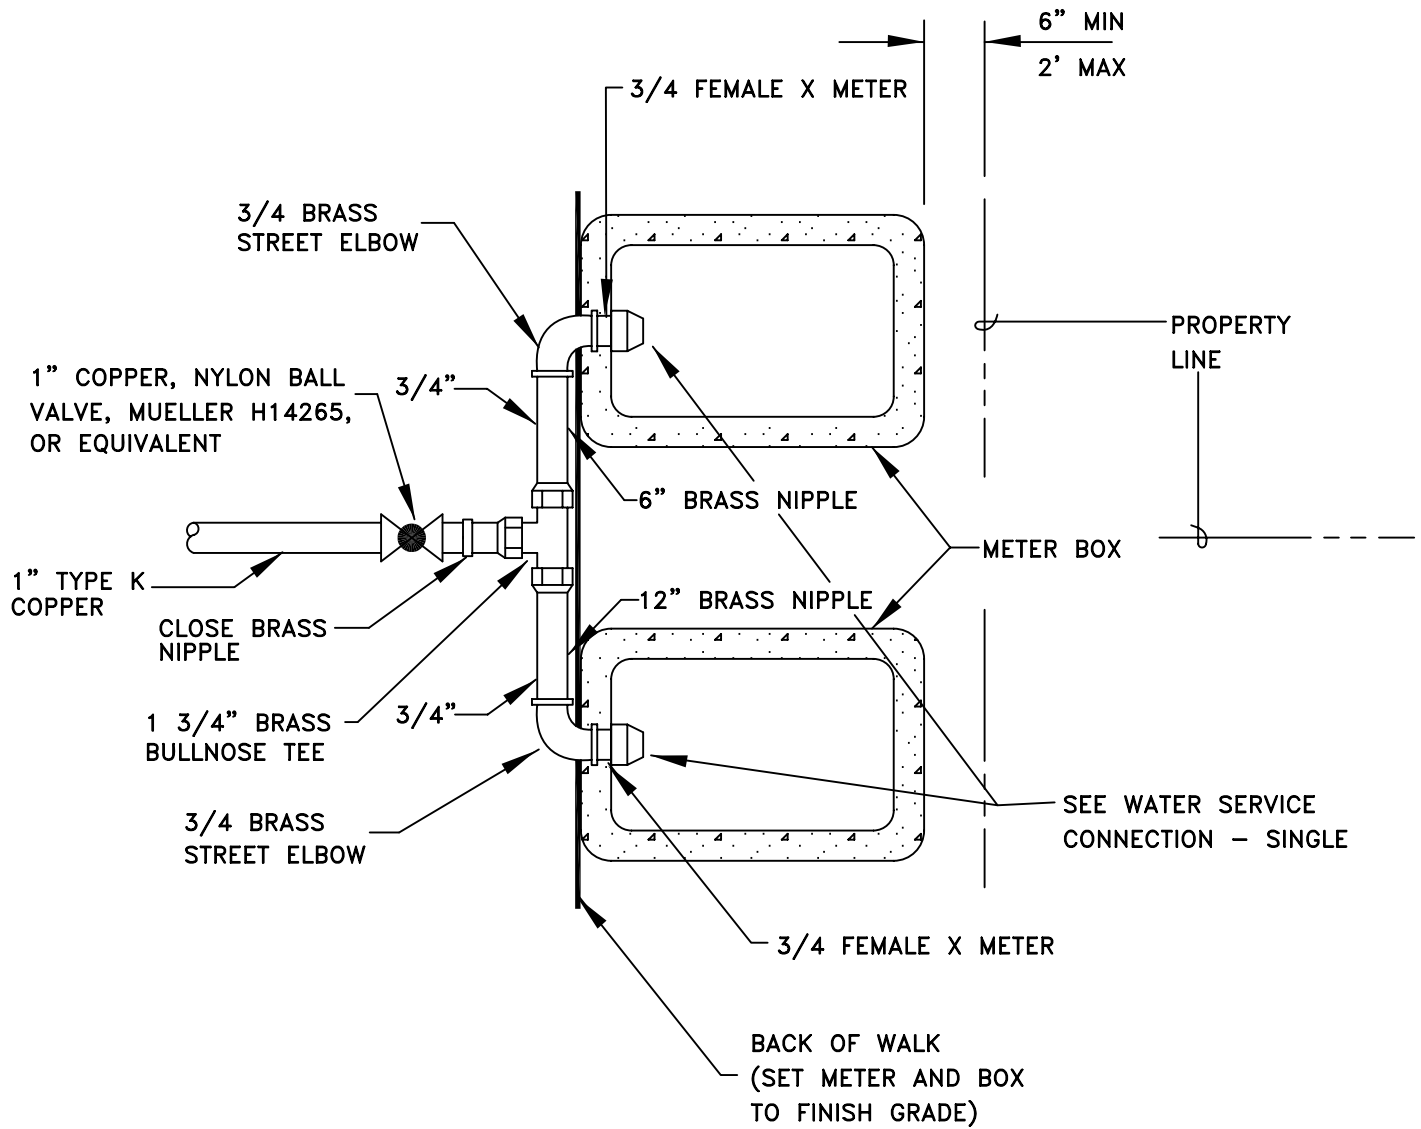 6” MIN
2’ MAX
3/4 FEMALE X METER
3/4 BRASS
STREET ELBOW
PROPERTY
LINE
1” COPPER, NYLON BALL
VALVE, MUELLER H14265,
OR EQUIVALENT
3/4”
6” BRASS NIPPLE
METER BOX
1” TYPE K
COPPER
12” BRASS NIPPLE
CLOSE BRASS
NIPPLE
3/4”
1 3/4” BRASS
BULLNOSE TEE
SEE WATER SERVICE
CONNECTION – SINGLE
3/4 BRASS
STREET ELBOW
3/4 FEMALE X METER
BACK OF WALK
(SET METER AND BOX
TO FINISH GRADE)